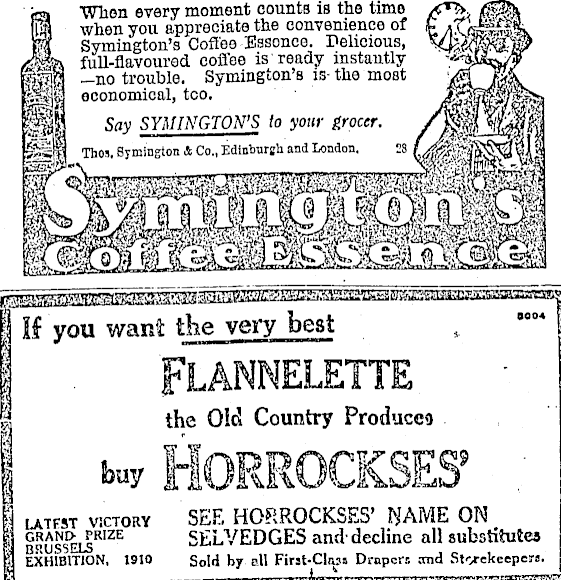 When every moment counts is the time
when you appreciate the convenience of
Symington's Coffee Essence. Delicious,
full-flavoured coffee is ready instantly
—no trouble. Symington's is the most
economical, too.
Say SYMINGTON'S to your grocer.
Thos. Symington & Co., Edinburgh and London. 28
Symington's
Coffee Essence
If you want the very best
8004
FLANNELETTE
the Old Country Produces
buy HORROCKSES'
LATEST VICTORY
GRAND PRIZE
BRUSSELS
EXHIBITION, 1910
SEE HORROCKSES' NAME ON
SELVEDGES and decline all substitutes
Sold by all First-Class Drapers and Storekeepers.